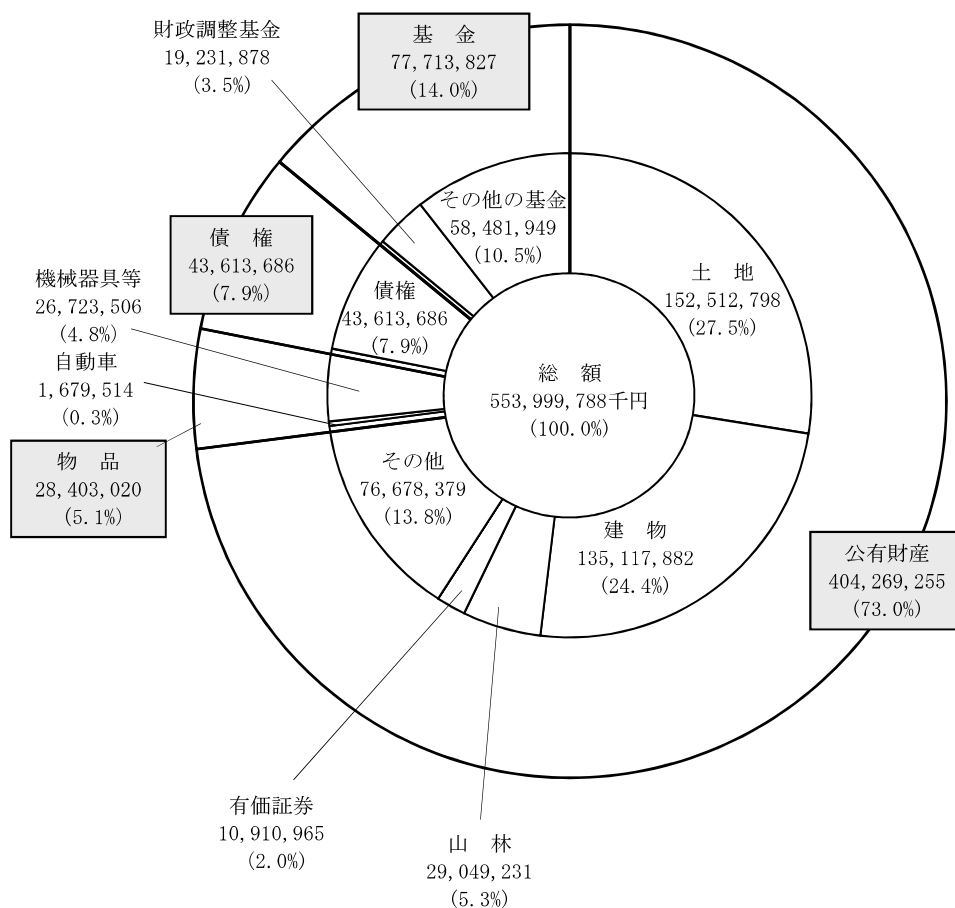 財政調整基金
19,231,878
(3.5%)
基　金
77,713,827
(14.0%)
その他の基金
58,481,949
(10.5%)
債　権
43,613,686
(7.9%)
債権
43,613,686
(7.9%)
機械器具等
26,723,506
(4.8%)
自動車
1,679,514
(0.3%)
物　品
28,403,020
(5.1%)
土　地
152,512,798
(27.5%)
総　額
553,999,788千円
(100.0%)
その他
76,678,379
(13.8%)
建　物
135,117,882
(24.4%)
公有財産
404,269,255
(73.0%)
有価証券
10,910,965
(2.0%)
山　林
29,049,231
(5.3%)